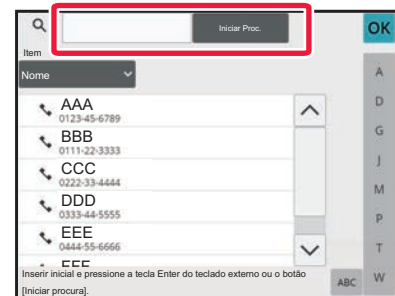 Iniciar Proc.
OK
Item
Nome
A
D
G
J
M
P
T
W
AAA
0123-45-6789
BBB
0111-22-3333
CCC
0222-33-4444
DDD
0333-44-5555
EEE
0444-55-6666
FFF
Inserir inicial e pressione a tecla Enter do teclado externo ou o botão
[Iniciar procura].
ABC